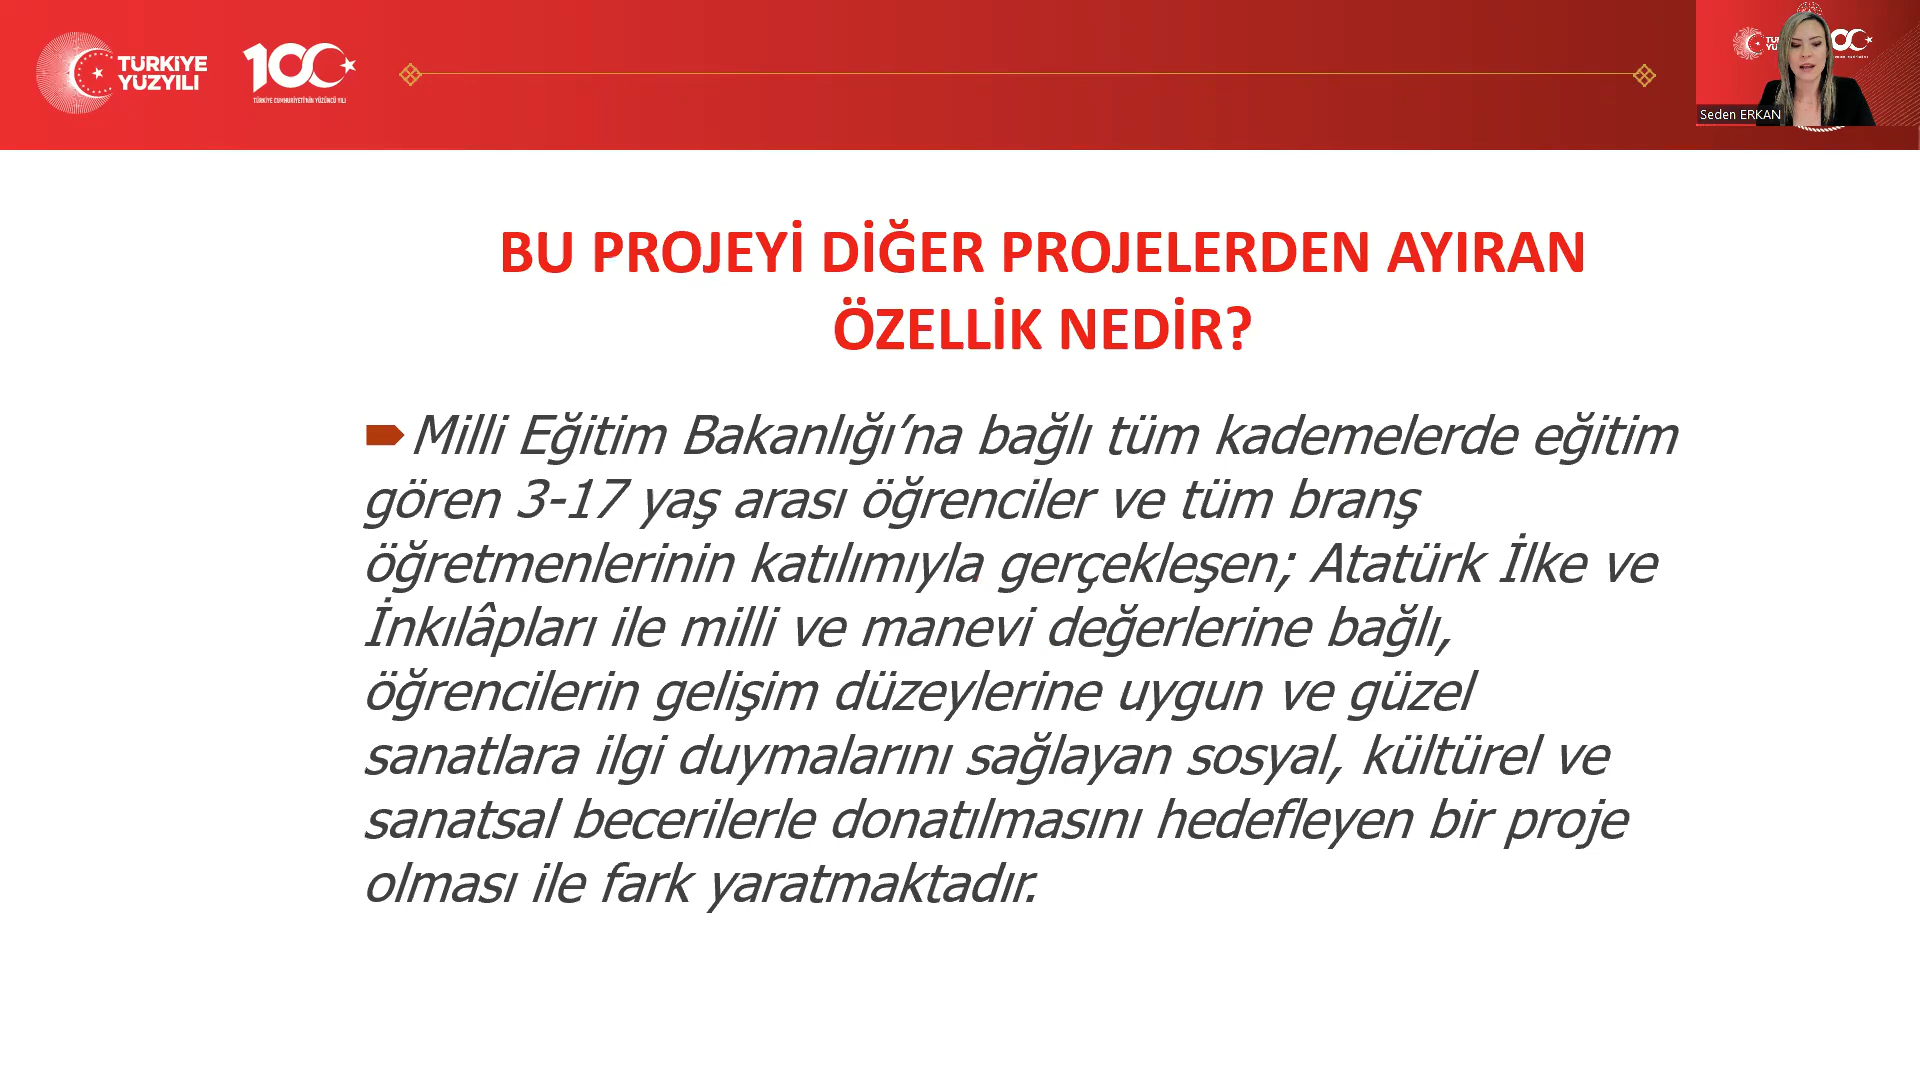 TÜRKİYE
YÜZYILI
100
TÜRKİYE CUMHURİYETİ'NİN YÜZÜNCÜ YILI
Seden ERKAN
BU PROJEYİ DİĞER PROJELERDEN AYIRAN
ÖZELLİK NEDİR?
Milli Eğitim Bakanlığı’na bağlı tüm kademelerde eğitim
gören 3-17 yaş arası öğrenciler ve tüm branş
öğretmenlerinin katılımıyla gerçekleşen; Atatürk İlke ve
İnkılâpları ile milli ve manevi değerlerine bağlı,
öğrencilerin gelişim düzeylerine uygun ve güzel
sanatlara ilgi duymalarını sağlayan sosyal, kültürel ve
sanatsal becerilerle donatılmasını hedefleyen bir proje
olması ile fark yaratmaktadır.